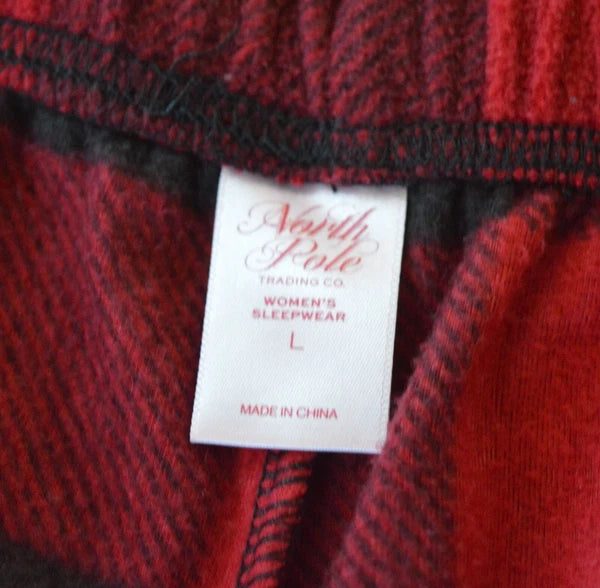 North
Pole
TRADING CO.
WOMEN'S
SLEEPWEAR
L
MADE IN CHINA